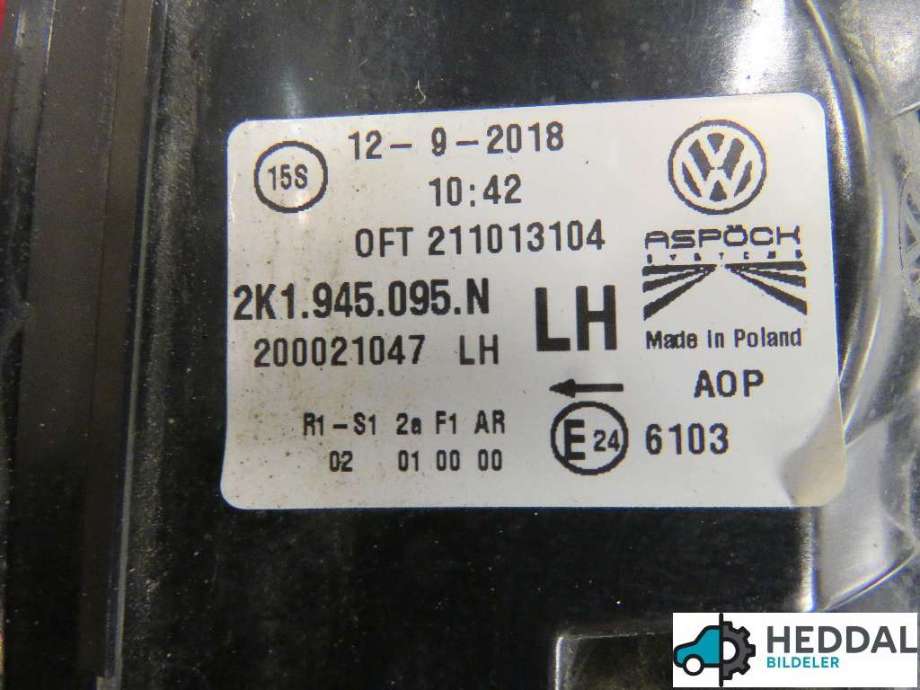 15S
12-9-2018
10:42
OFT 211013104
2K1.945.095.N
200021047 LH
LH
ASPÖCK
SYSTEMS
Made in Poland
AOP
R1-S1 2a F1 AR
02 01 00 00
E24 6103
HEDDAL
BILDELER